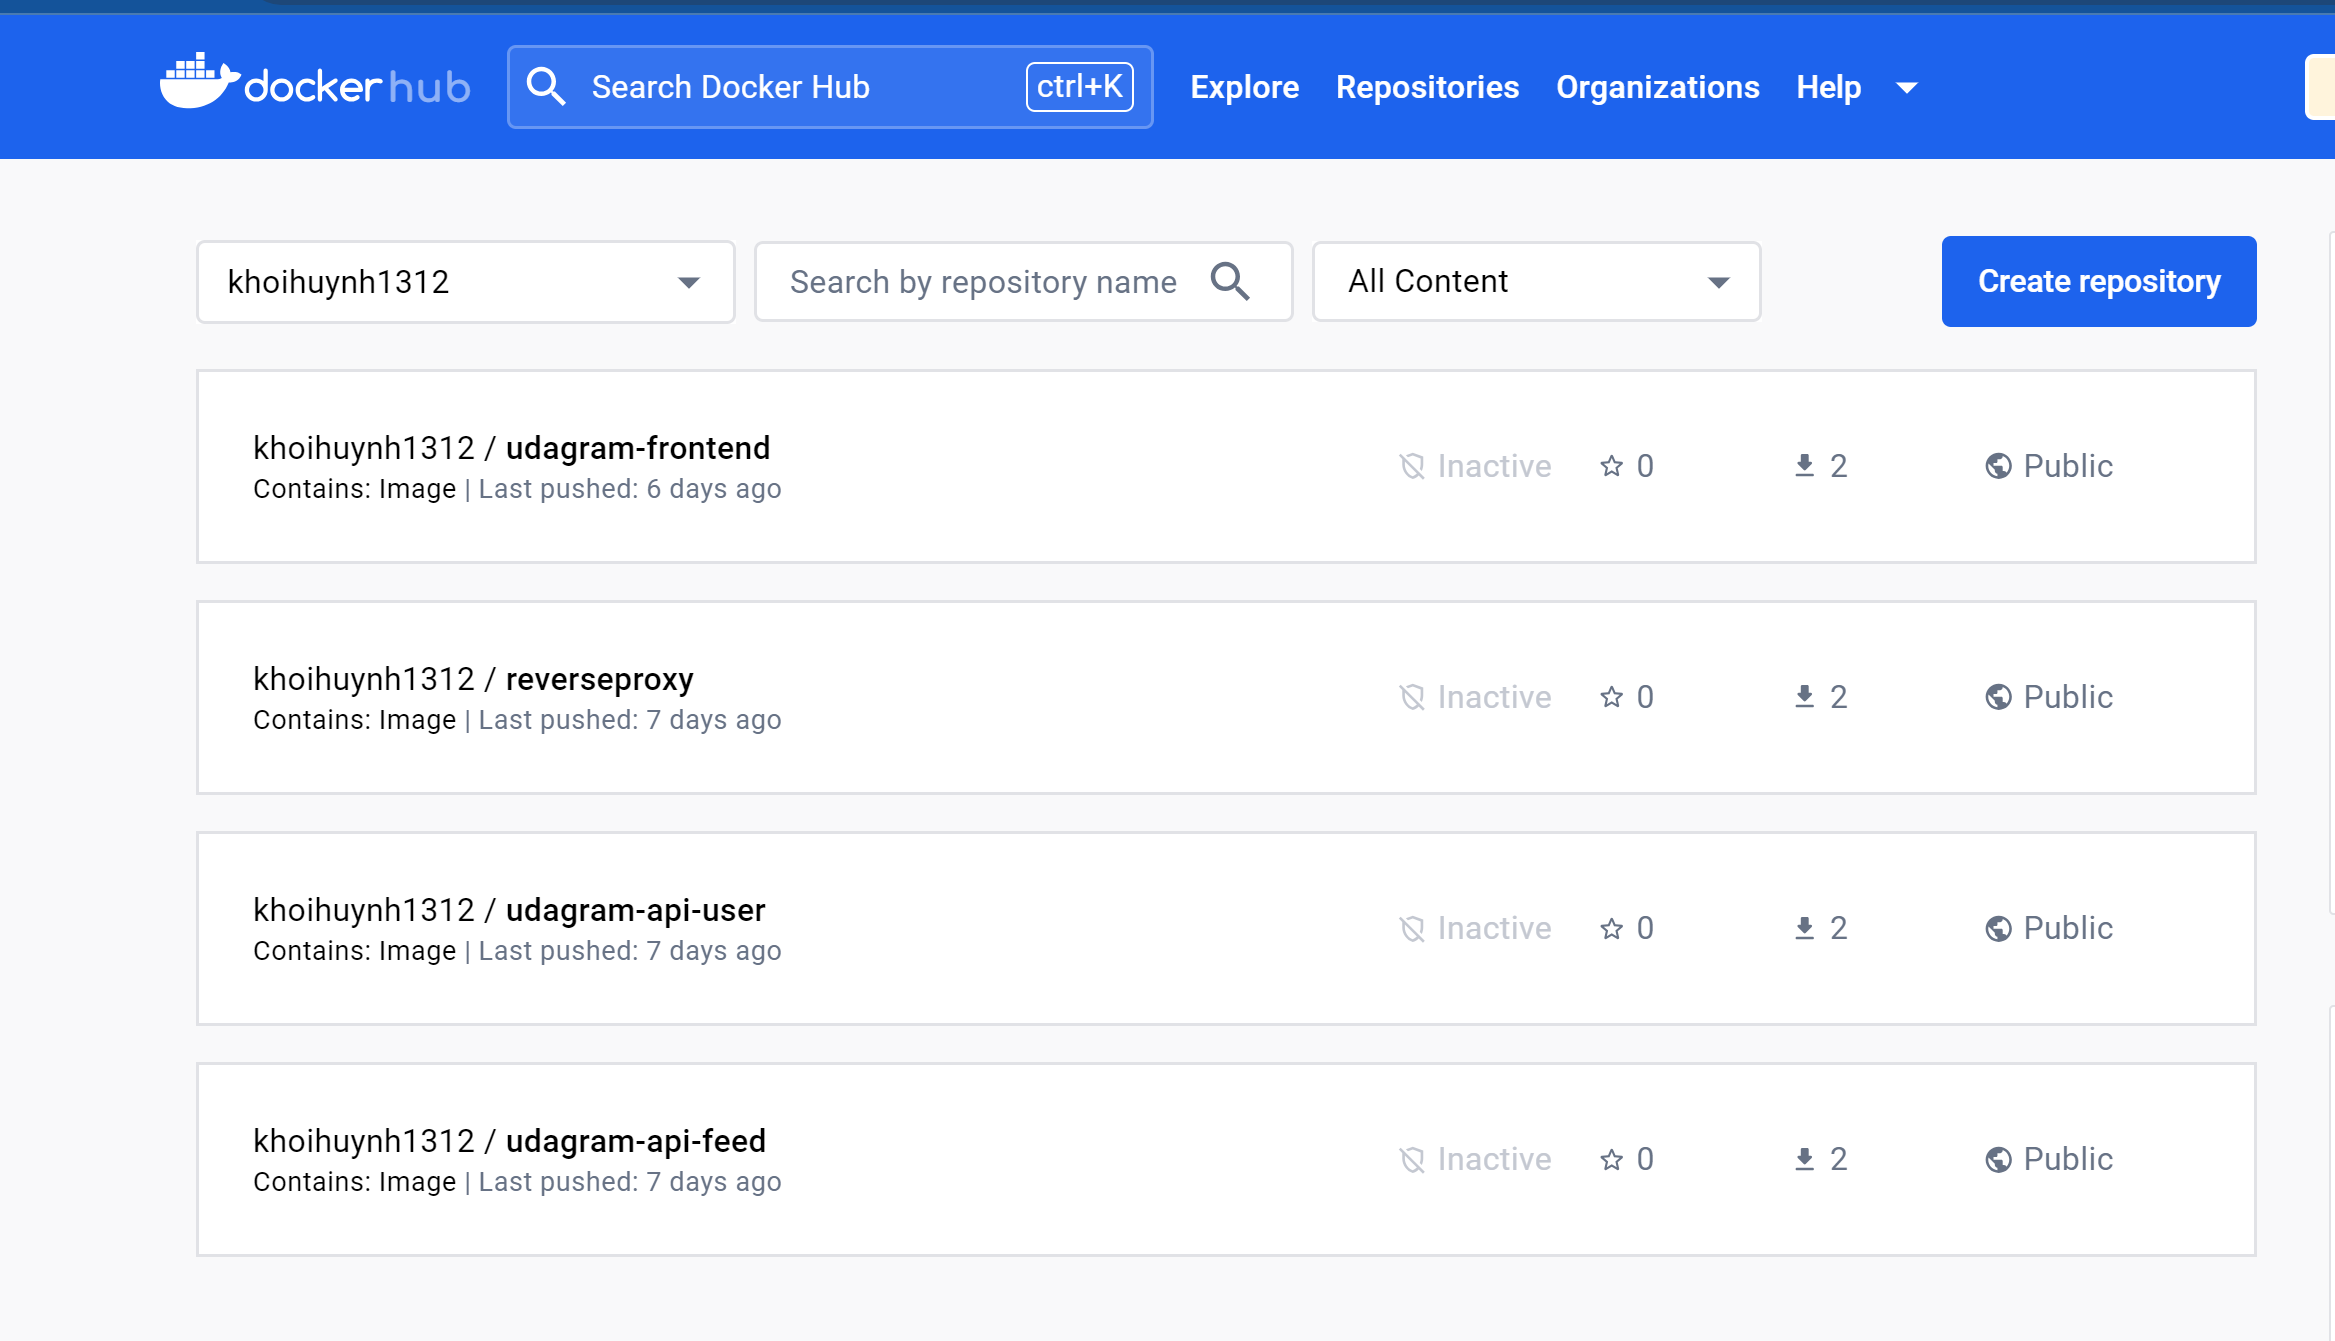 docker hub Search Docker Hub ctrl+K Explore Repositories Organizations Help
khoihuynh1312 Search by repository name All Content Create repository
khoihuynh1312 / udagram-frontend
Contains: Image | Last pushed: 6 days ago
Inactive 0 2 Public
khoihuynh1312 / reverseproxy
Contains: Image | Last pushed: 7 days ago
Inactive 0 2 Public
khoihuynh1312 / udagram-api-user
Contains: Image | Last pushed: 7 days ago
Inactive 0 2 Public
khoihuynh1312 / udagram-api-feed
Contains: Image | Last pushed: 7 days ago
Inactive 0 2 Public